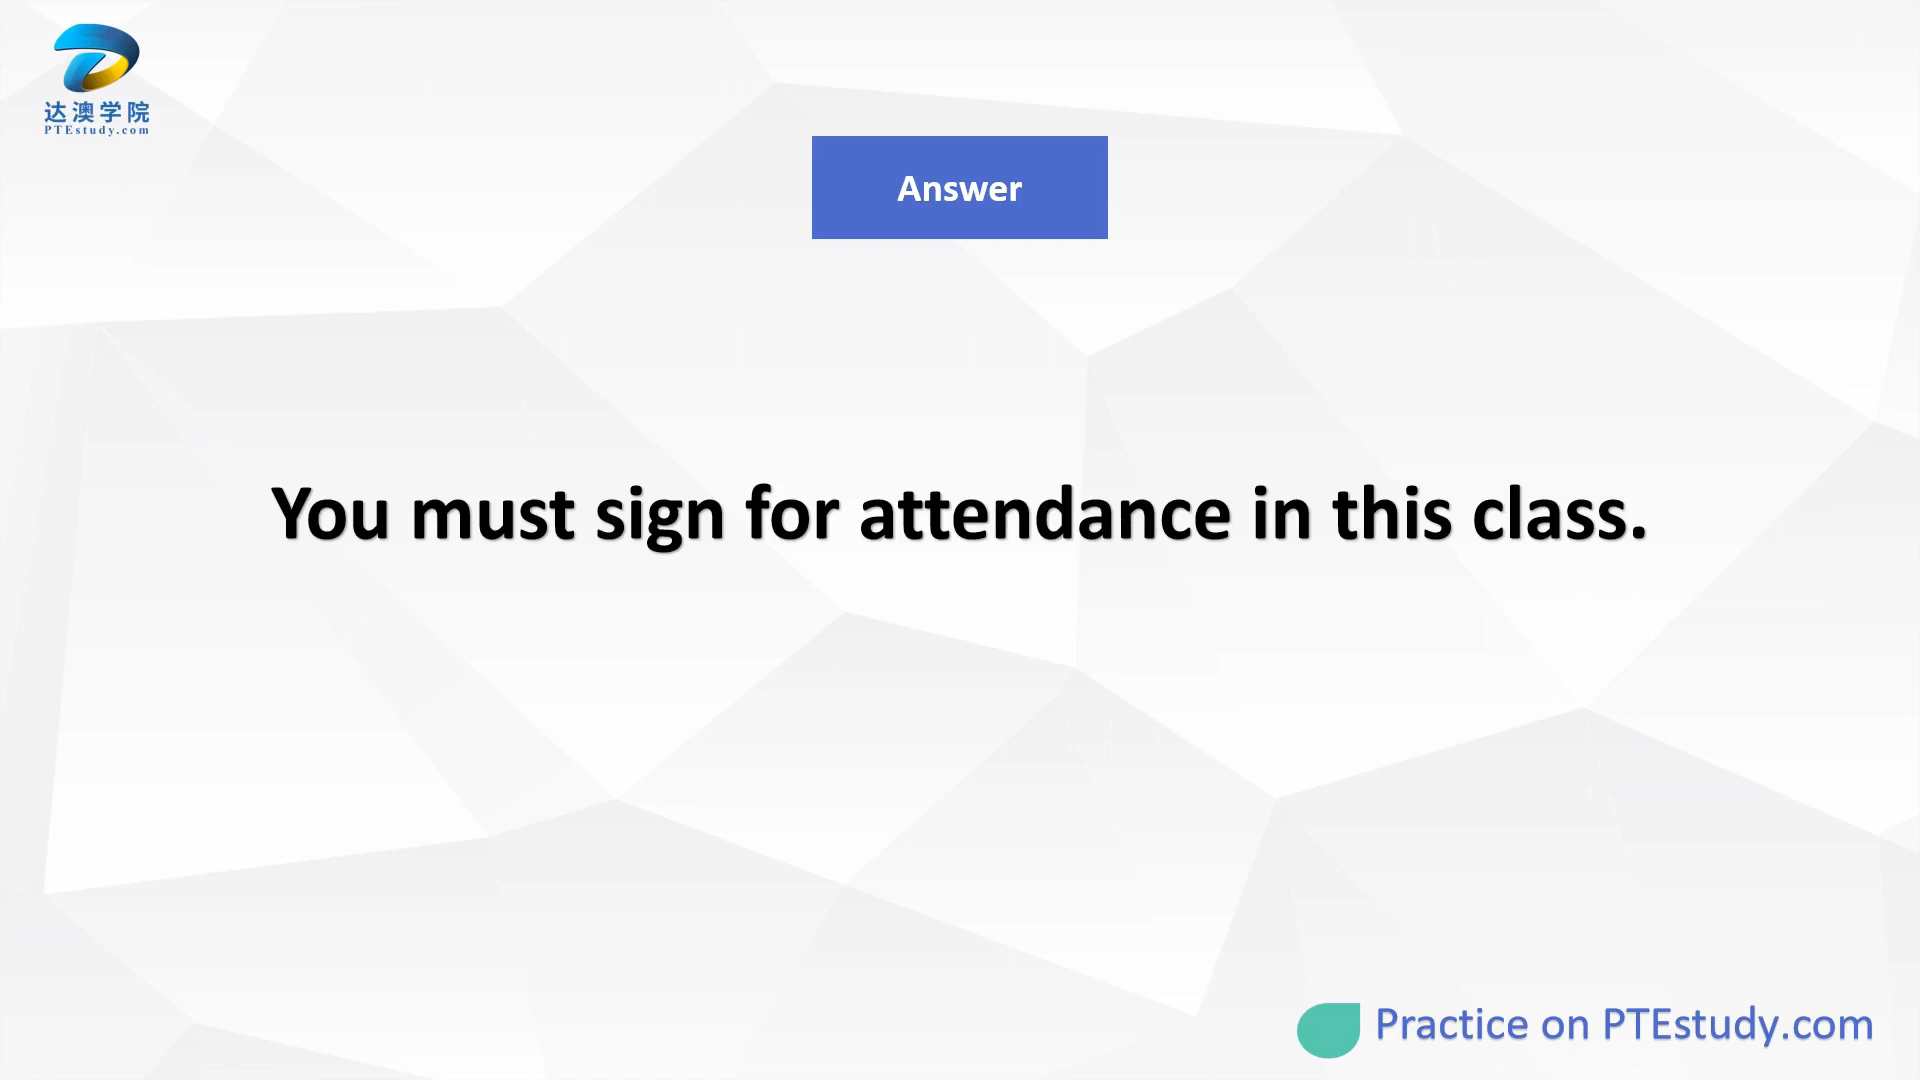 达澳学院
PTEstudy.com
Answer
You must sign for attendance in this class.
Practice on PTEstudy.com